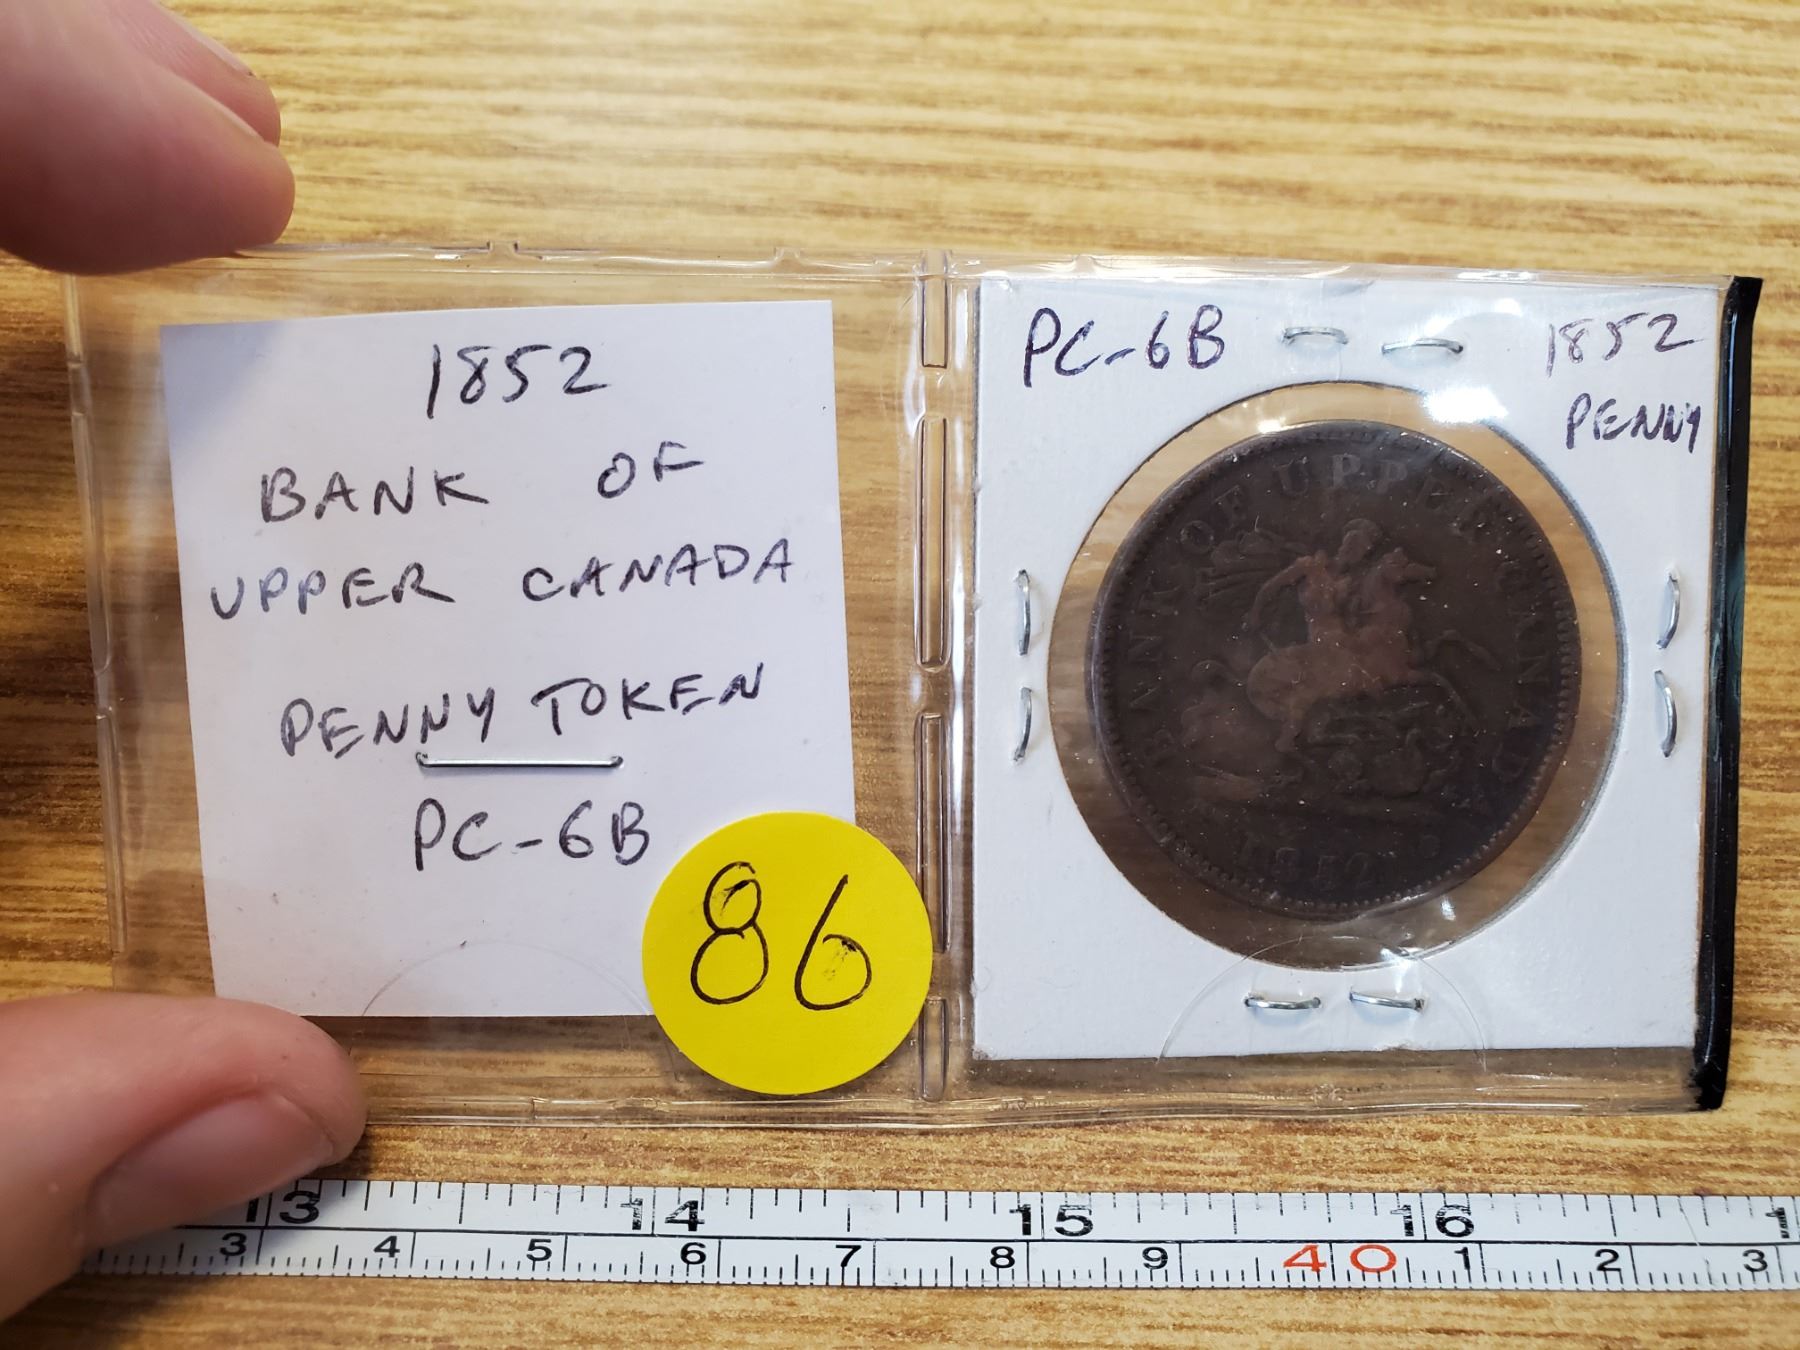 1852
BANK OF
UPPER CANADA
PENNY TOKEN
PC-6B
86
PC-6B
1852
PENNY
BANK OF UPPER CANADA
1852
13 14 15 16
3 4 5 6 7 8 9 40 1 2 3